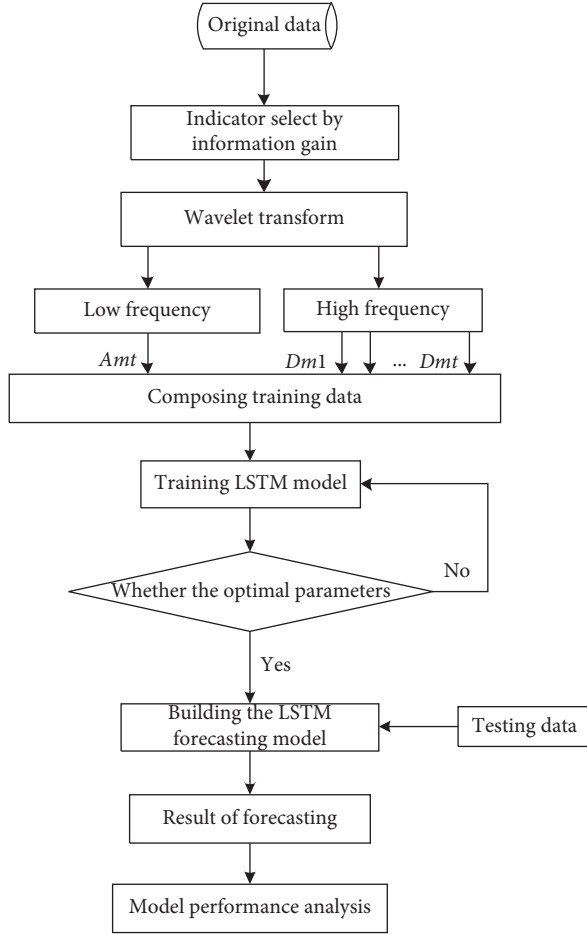 Original data
Indicator select by
information gain
Wavelet transform
Low frequency
High frequency
Amt
Dm1
... Dmt
Composing training data
Training LSTM model
No
Whether the optimal parameters
Yes
Building the LSTM
forecasting model
Testing data
Result of forecasting
Model performance analysis